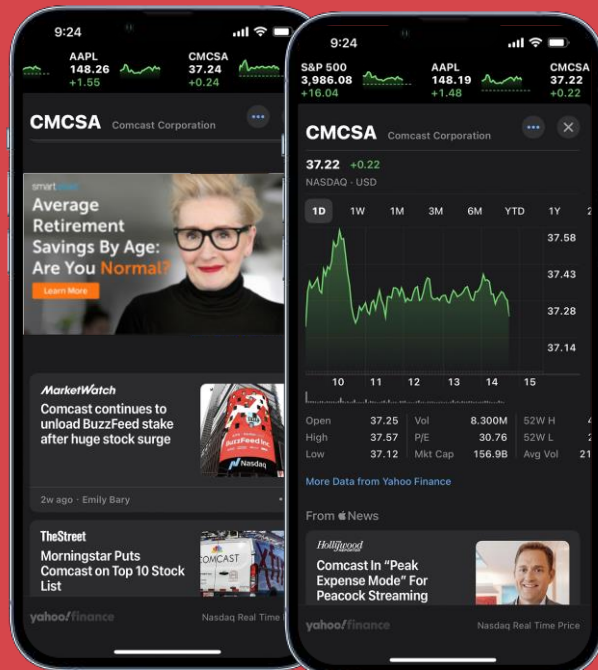 9:24
AAPL
148.26
+1.55
CMCSA
37.24
+0.24
CMCSA Comcast Corporation
smartasset
Average
Retirement
Savings By Age:
Are You Normal?
Learn More
MarketWatch
Comcast continues to
unload BuzzFeed stake
after huge stock surge
BuzzFeed Inc.
Nasdaq
2w ago · Emily Bary
TheStreet
Morningstar Puts
Comcast on Top 10 Stock
List
COMCAST
yahoo!finance
Nasdaq Real Time
9:24
S&P 500
3,986.08
+16.04
AAPL
148.19
+1.48
CMCSA
37.22
+0.22
CMCSA Comcast Corporation
37.22 +0.22
NASDAQ · USD
1D 1W 1M 3M 6M YTD 1Y
37.58
37.43
37.28
37.14
10 11 12 13 14 15
Open 37.25 Vol 8.300M 52W H
High 37.57 P/E 30.76 52W L
Low 37.12 Mkt Cap 156.9B Avg Vol
More Data from Yahoo Finance
From News
Hollywood
REPORTER
Comcast In “Peak
Expense Mode” For
Peacock Streaming
yahoo!finance
Nasdaq Real Time Price